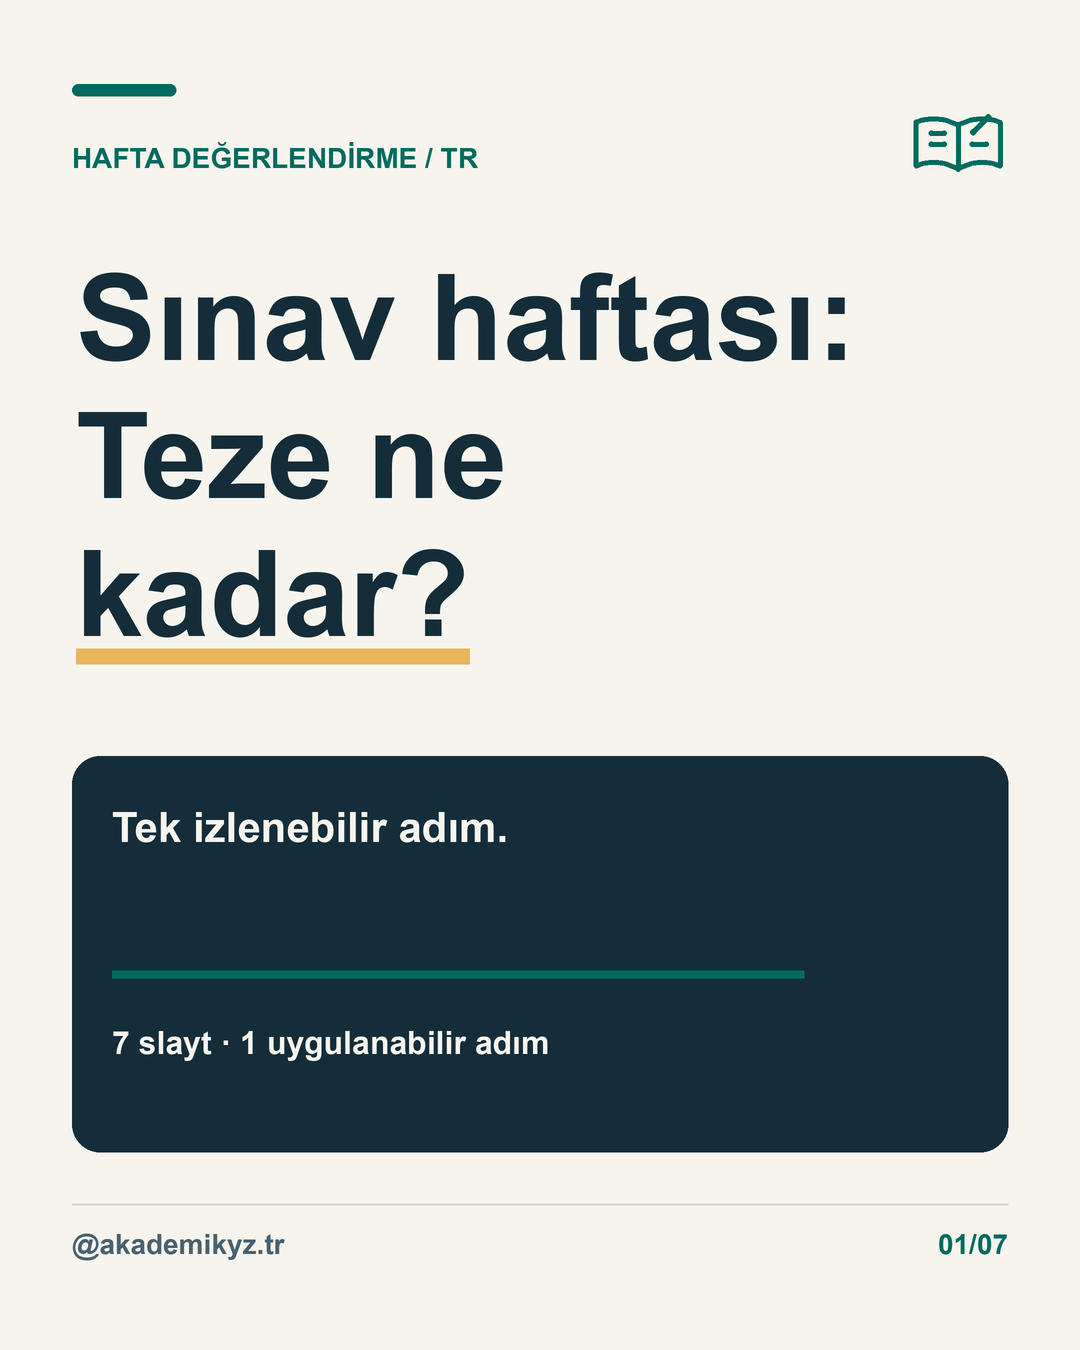 HAFTA DEĞERLENDİRME / TR
Sınav haftası:
Teze ne
kadar?
Tek izlenebilir adım.
7 slayt · 1 uygulanabilir adım
@akademikyz.tr
01/07